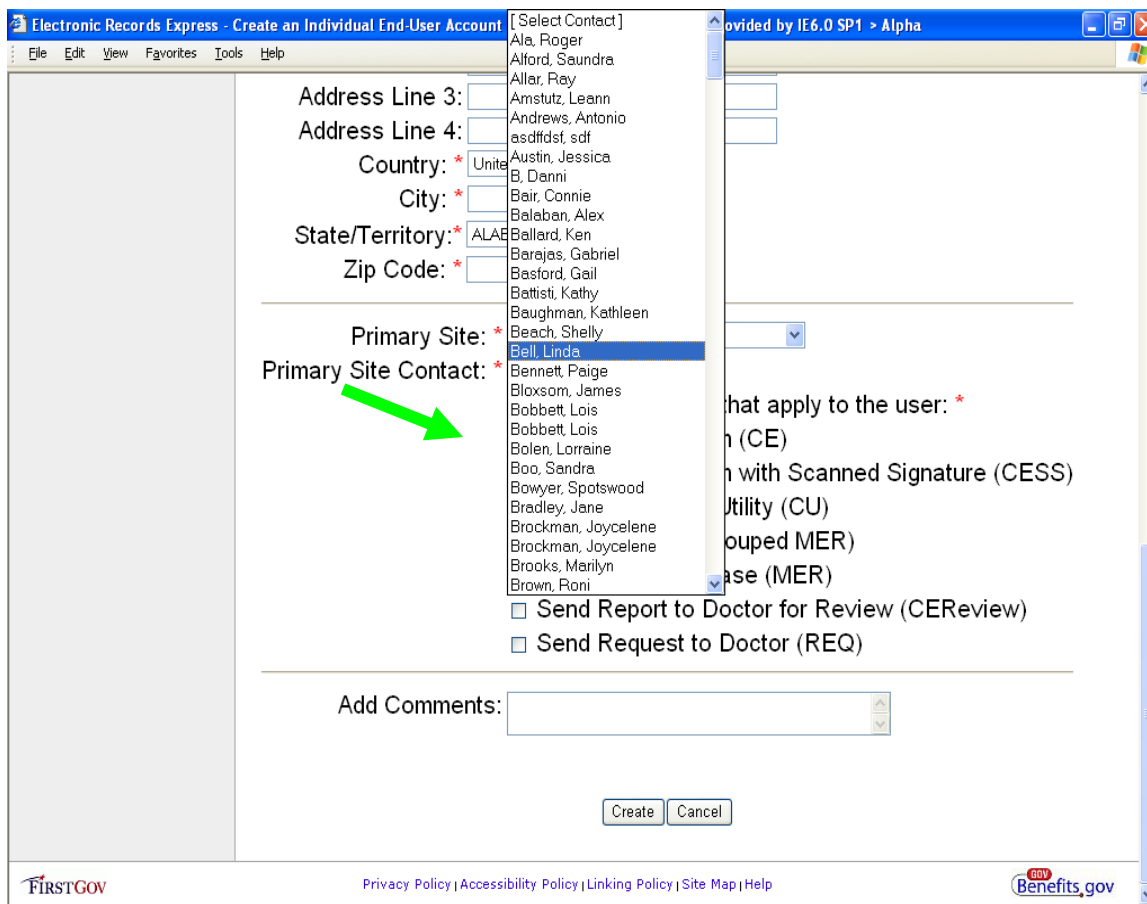 Electronic Records Express - Create an Individual End-User Account
ovided by IE6.0 SP1 > Alpha
File Edit View Favorites Tools Help
[ Select Contact ]
Ala, Roger
Alford, Saundra
Allar, Ray
Amstutz, Leann
Andrews, Antonio
asdffdsf, sdf
Austin, Jessica
B, Danni
Bair, Connie
Balaban, Alex
Ballard, Ken
Barajas, Gabriel
Basford, Gail
Battisti, Kathy
Baughman, Kathleen
Beach, Shelly
Bell, Linda
Bennett, Paige
Bloxsom, James
Bobbett, Lois
Bobbett, Lois
Bolen, Lorraine
Boo, Sandra
Bowyer, Spotswood
Bradley, Jane
Brockman, Joycelene
Brockman, Joycelene
Brooks, Marilyn
Brown, Roni
Address Line 3:
Address Line 4:
Country: * Unite
City: *
State/Territory:* ALAB
Zip Code: *
Primary Site: *
Primary Site Contact: *
that apply to the user: *
n (CE)
n with Scanned Signature (CESS)
Utility (CU)
ouped MER)
ase (MER)
Send Report to Doctor for Review (CEReview)
Send Request to Doctor (REQ)
Add Comments:
Create Cancel
FIRSTGOV
Privacy Policy | Accessibility Policy | Linking Policy | Site Map | Help
GOV
Benefits.gov